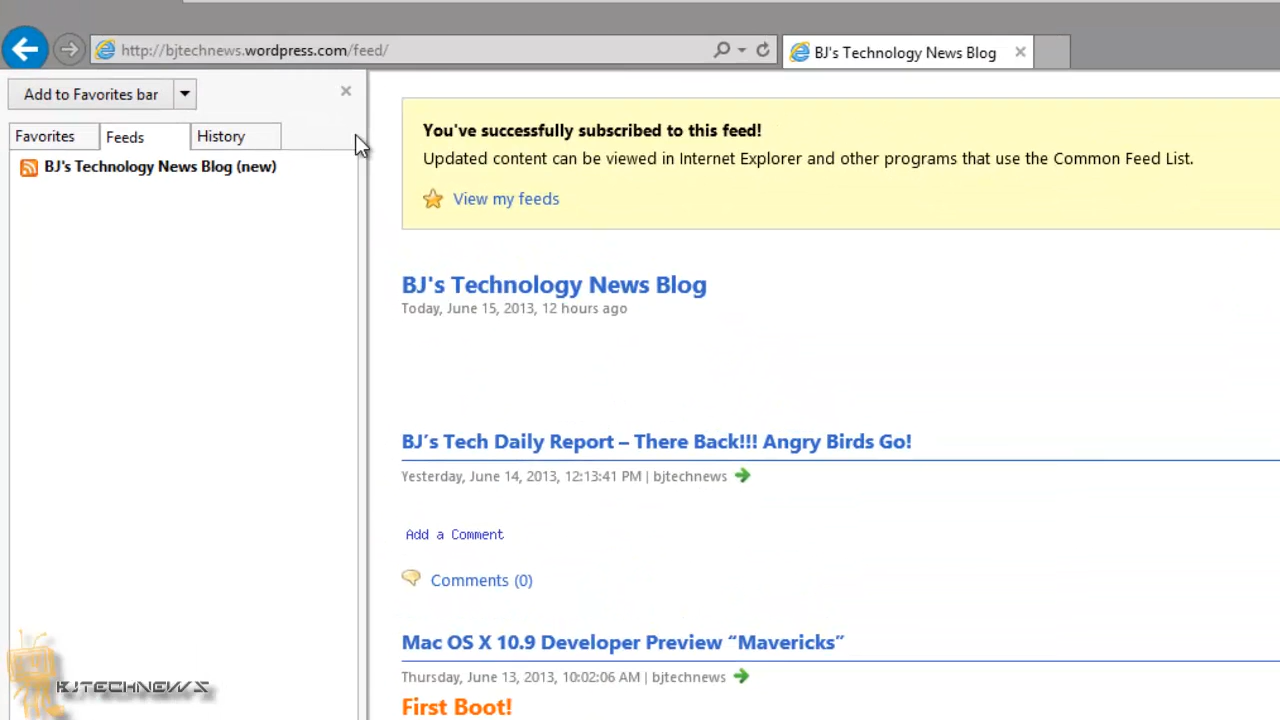 http://bjtechnews.wordpress.com/feed/
BJ's Technology News Blog
Add to Favorites bar
Favorites
Feeds
History
BJ's Technology News Blog (new)
You've successfully subscribed to this feed!
Updated content can be viewed in Internet Explorer and other programs that use the Common Feed List.
View my feeds
BJ's Technology News Blog
Today, June 15, 2013, 12 hours ago
BJ’s Tech Daily Report – There Back!!! Angry Birds Go!
Yesterday, June 14, 2013, 12:13:41 PM | bjtechnews
Add a Comment
Comments (0)
Mac OS X 10.9 Developer Preview “Mavericks”
Thursday, June 13, 2013, 10:02:06 AM | bjtechnews
First Boot!
BJTECHNEWS